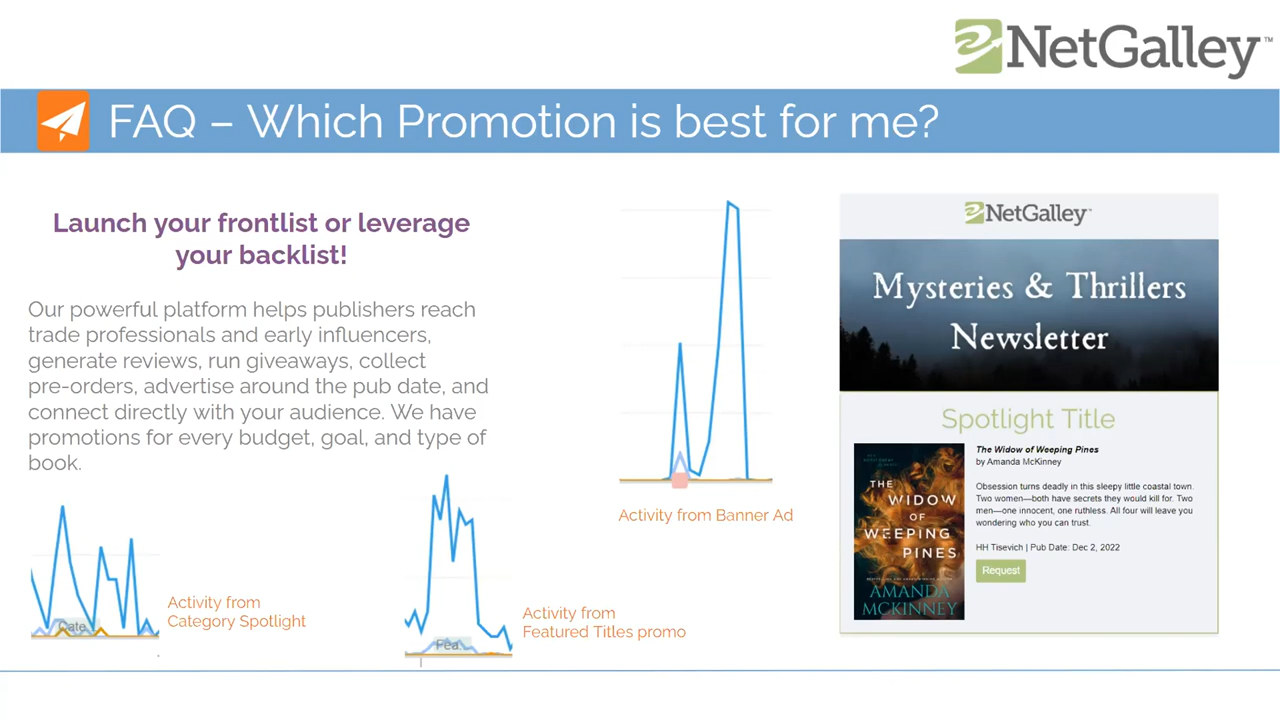 NetGalley™
FAQ – Which Promotion is best for me?
Launch your frontlist or leverage
your backlist!
Our powerful platform helps publishers reach
trade professionals and early influencers,
generate reviews, run giveaways, collect
pre-orders, advertise around the pub date, and
connect directly with your audience. We have
promotions for every budget, goal, and type of
book.
Cate...
Activity from
Category Spotlight
Fea...
Activity from
Featured Titles promo
Activity from Banner Ad
NetGalley
Mysteries & Thrillers
Newsletter
Spotlight Title
THE
WIDOW
OF
WEEPING
PINES
AMANDA
MCKINNEY
The Widow of Weeping Pines
by Amanda McKinney
Obsession turns deadly in this sleepy little coastal town.
Two women—both have secrets they would kill for. Two
men—one innocent, one ruthless. All four will leave you
wondering who you can trust.
HH Tisevich | Pub Date: Dec 2, 2022
Request